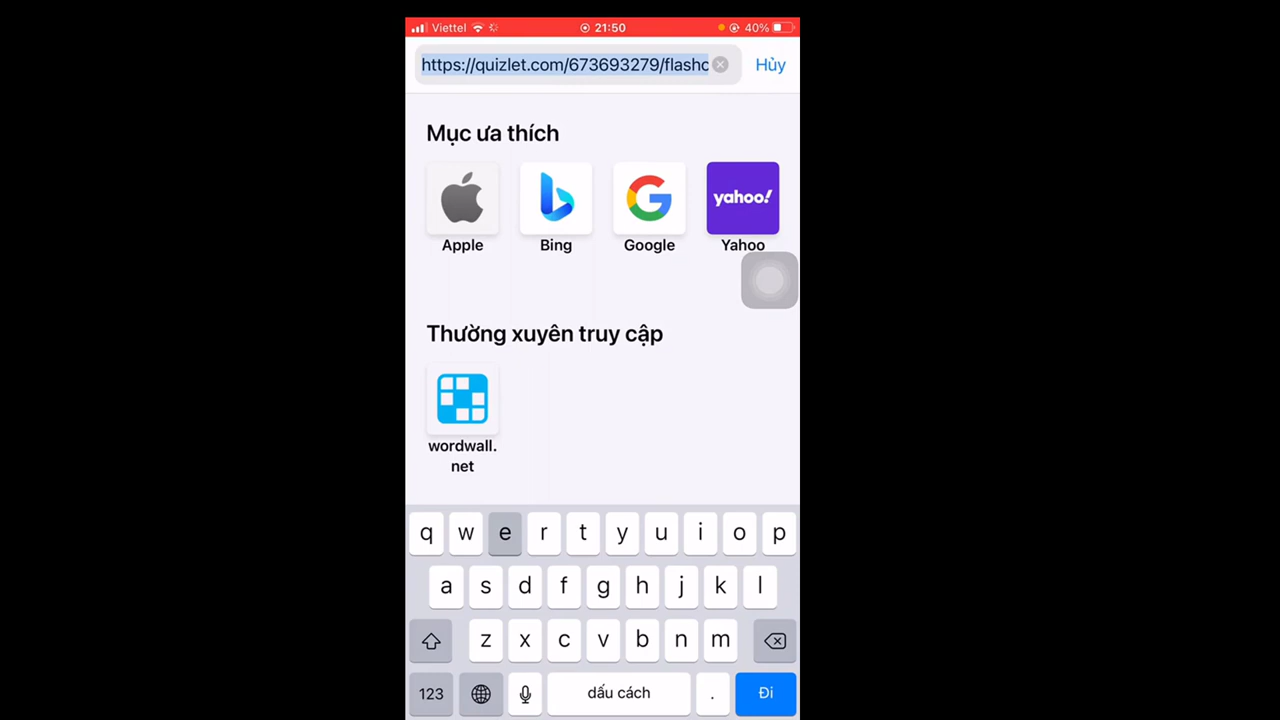 Viettel 21:50 40%
https://quizlet.com/673693279/flashc Hủy
Mục ưa thích
yahoo!
Apple Bing Google Yahoo
Thường xuyên truy cập
wordwall.
net
q w e r t y u i o p
a s d f g h j k l
z x c v b n m
123 dấu cách . Đi